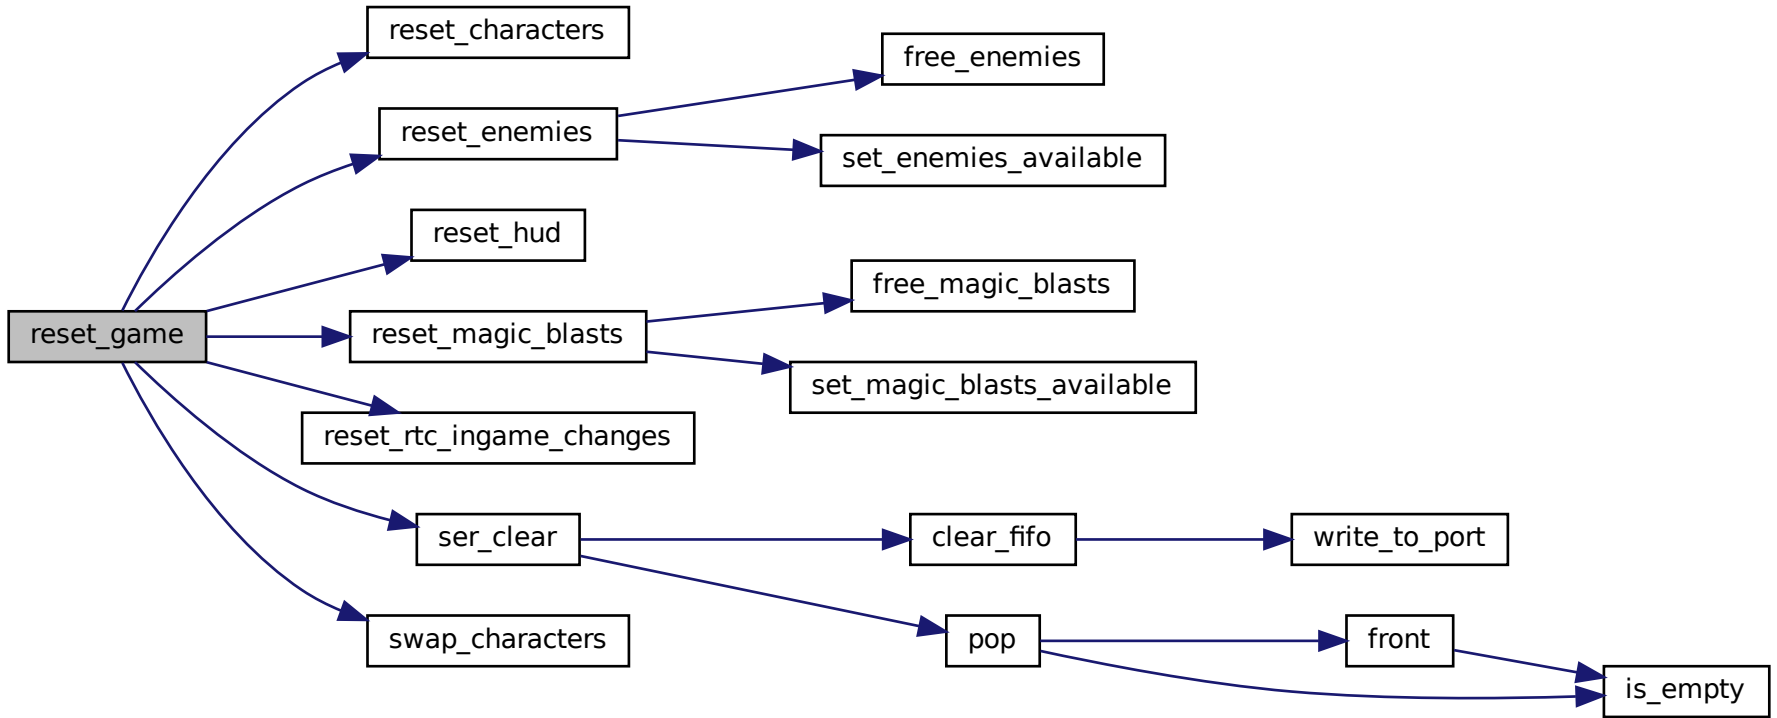 reset_characters
free_enemies
reset_enemies
set_enemies_available
reset_hud
free_magic_blasts
reset_game
reset_magic_blasts
set_magic_blasts_available
reset_rtc_ingame_changes
ser_clear
clear_fifo
write_to_port
swap_characters
pop
front
is_empty